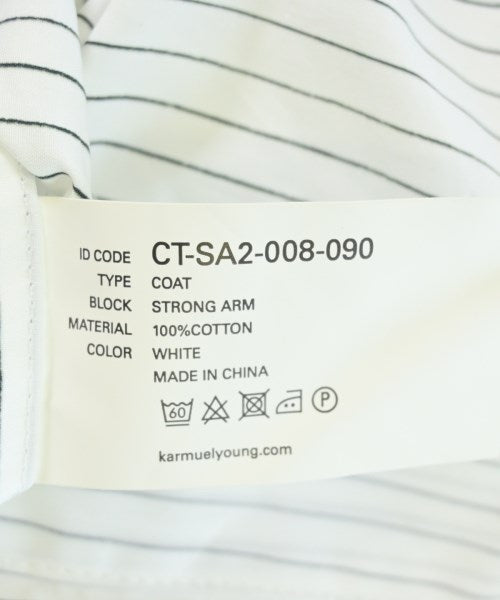 ID CODE CT-SA2-008-090
TYPE COAT
BLOCK STRONG ARM
MATERIAL 100%COTTON
COLOR WHITE
MADE IN CHINA
60 P
karmuelyoung.com